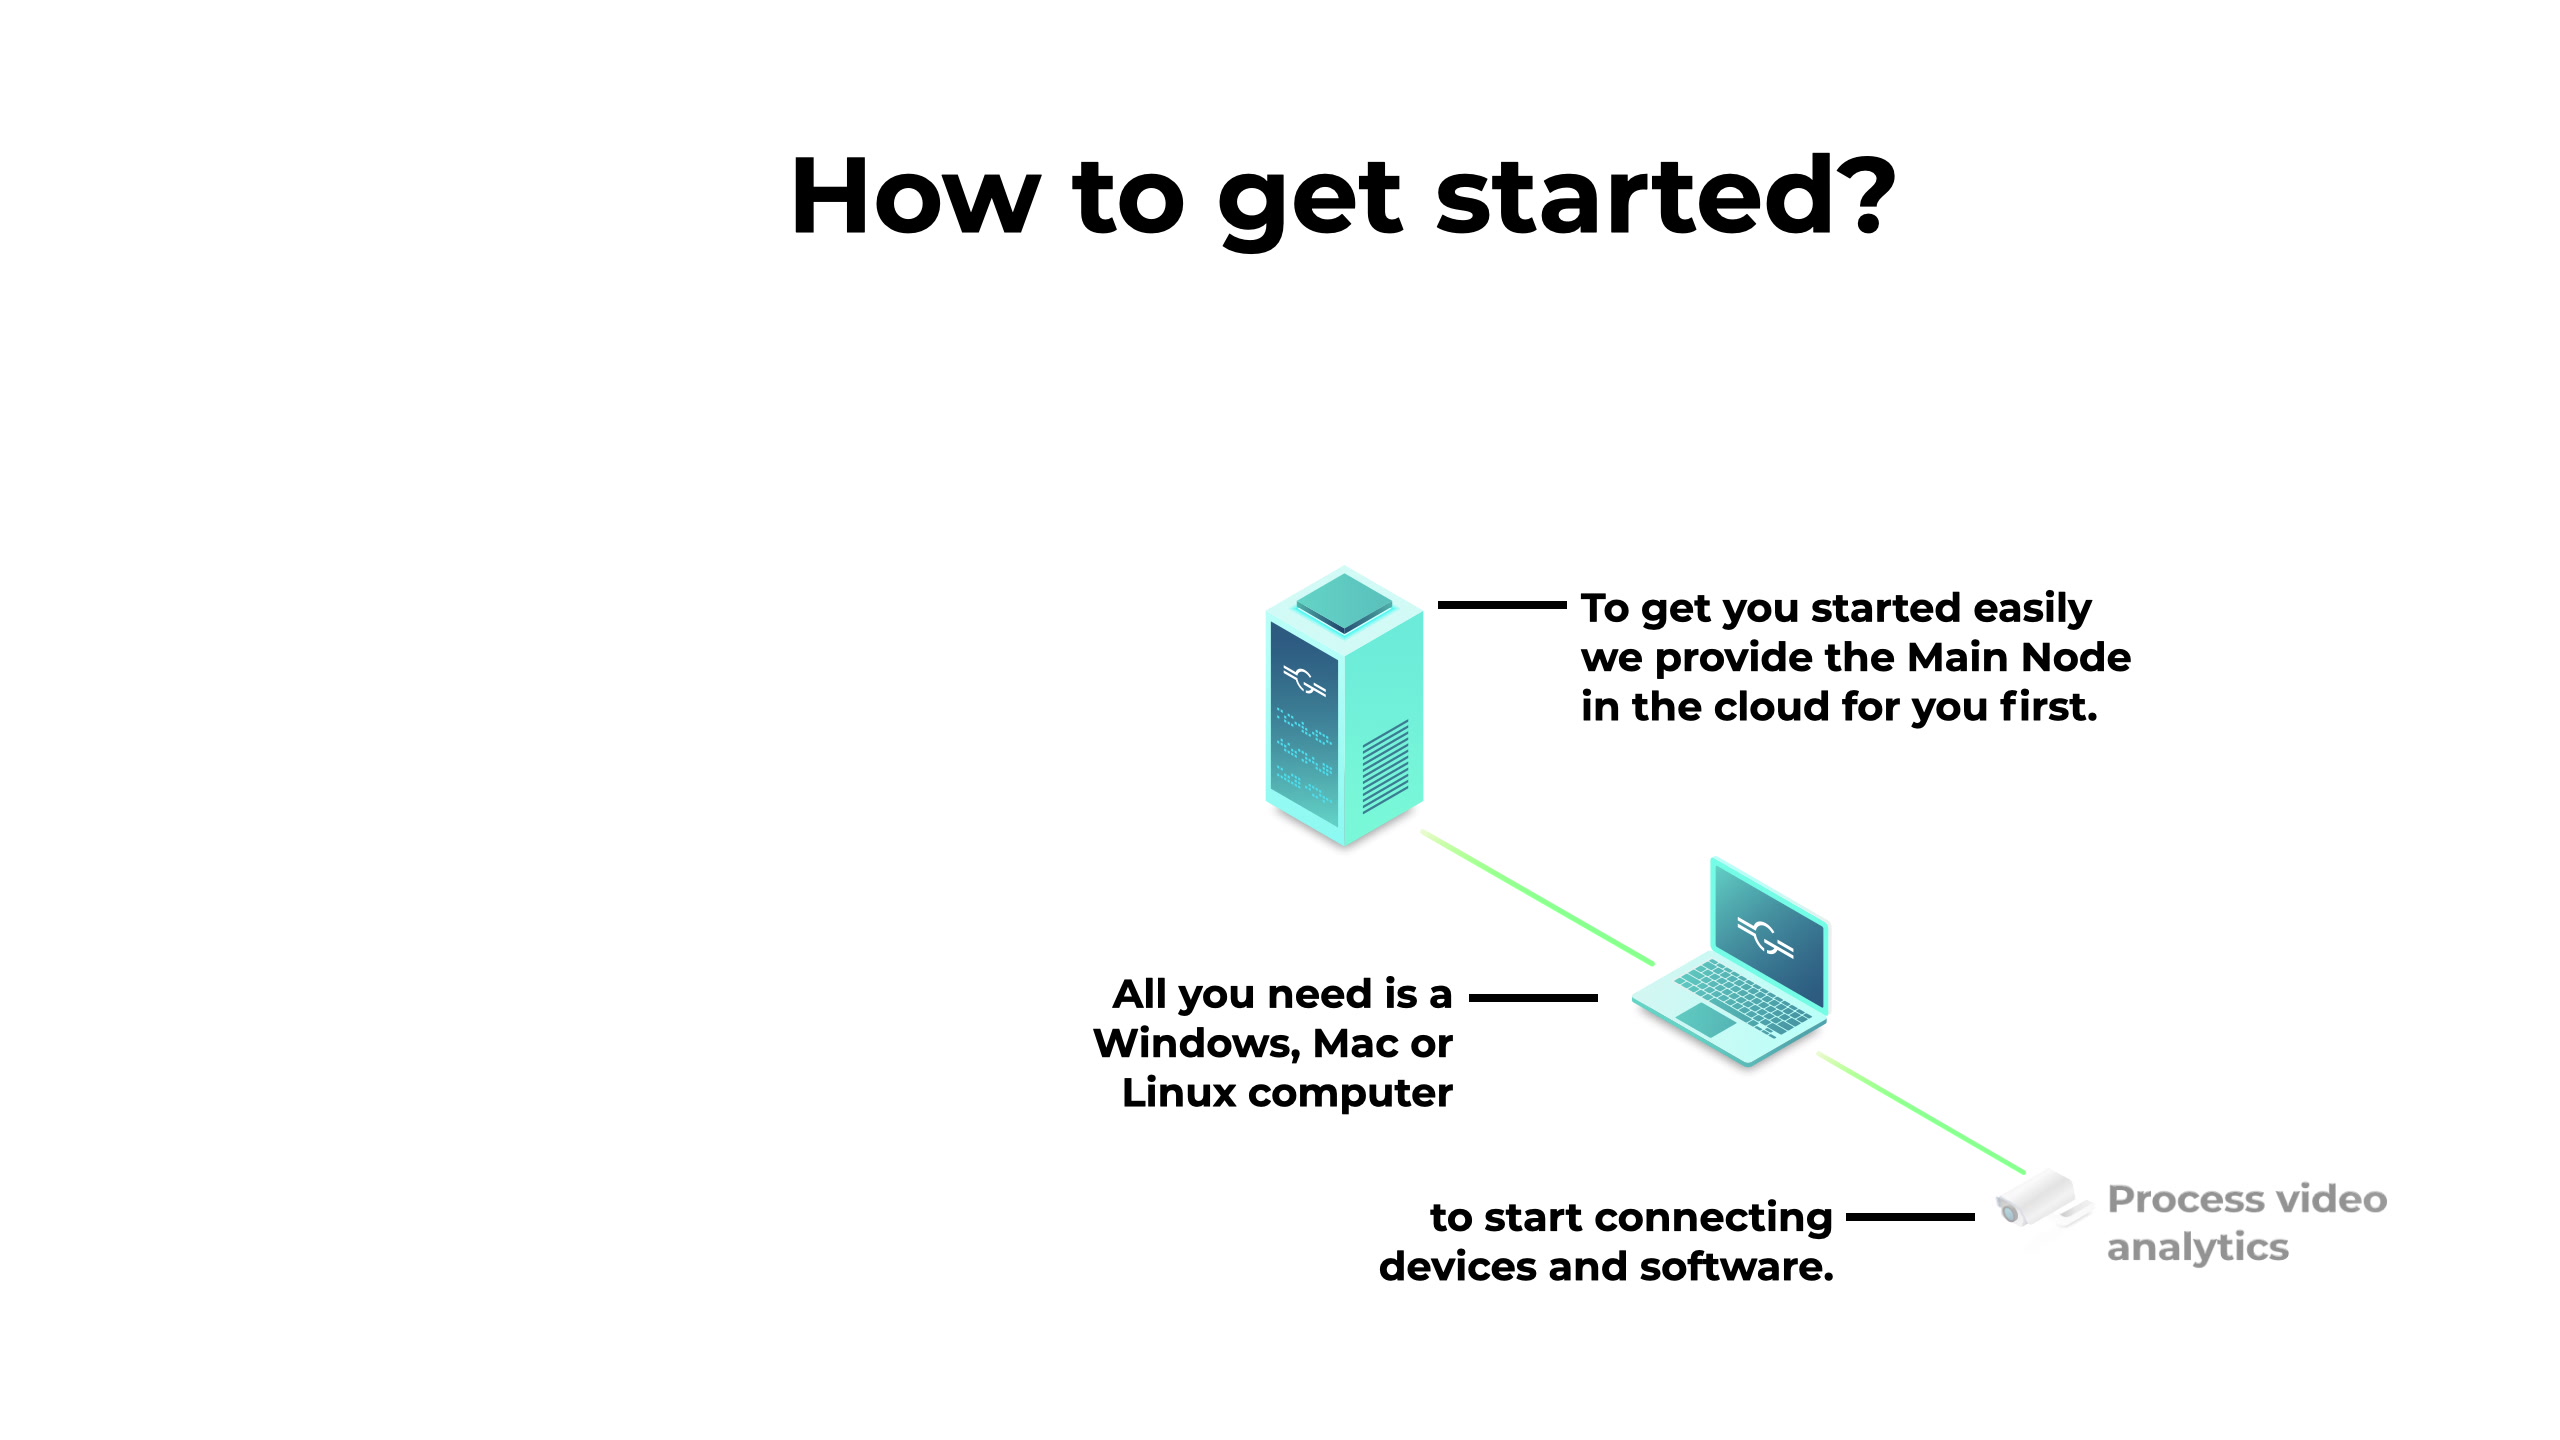 How to get started?
To get you started easily
we provide the Main Node
in the cloud for you first.
All you need is a
Windows, Mac or
Linux computer
to start connecting
devices and software.
Process video
analytics